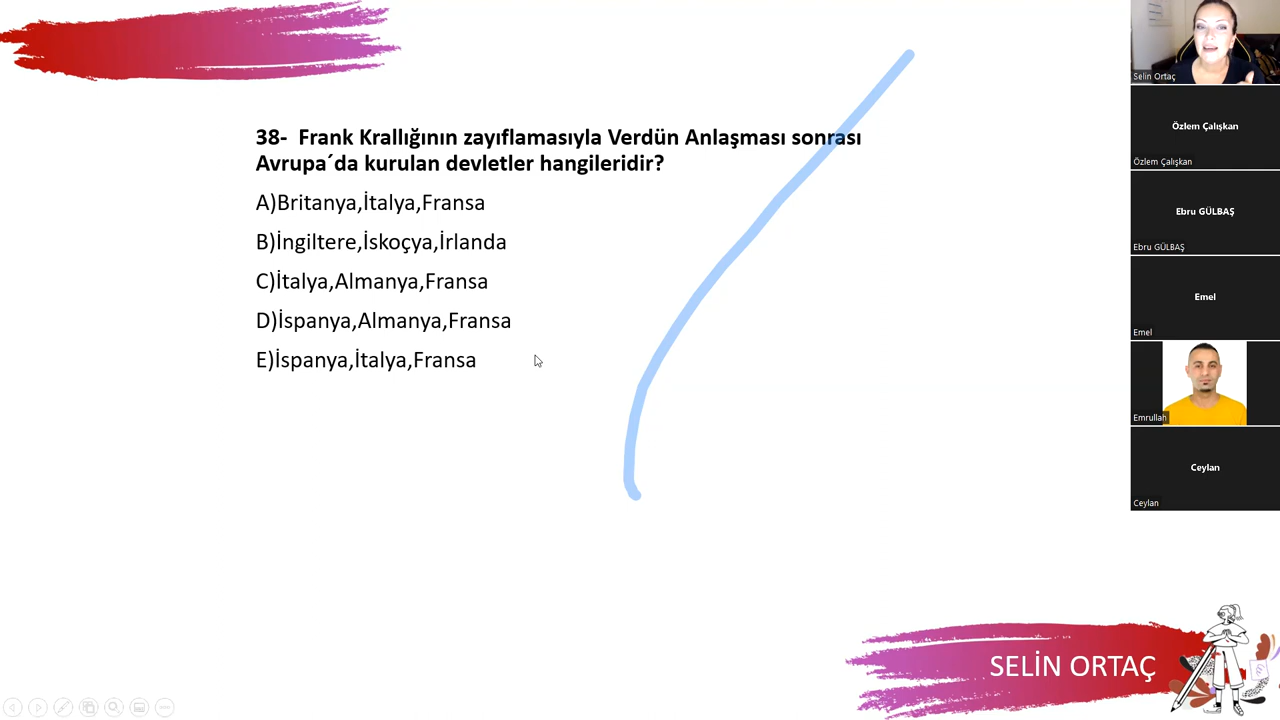 38- Frank Krallığının zayıflamasıyla Verdün Anlaşması sonrası
Avrupa´da kurulan devletler hangileridir?
A)Britanya,İtalya,Fransa
B)İngiltere,İskoçya,İrlanda
C)İtalya,Almanya,Fransa
D)İspanya,Almanya,Fransa
E)İspanya,İtalya,Fransa
SELİN ORTAÇ
Selin Ortaç
Özlem Çalışkan
Özlem Çalışkan
Ebru GÜLBAŞ
Ebru GÜLBAŞ
Emel
Emel
Emrullah
Ceylan
Ceylan